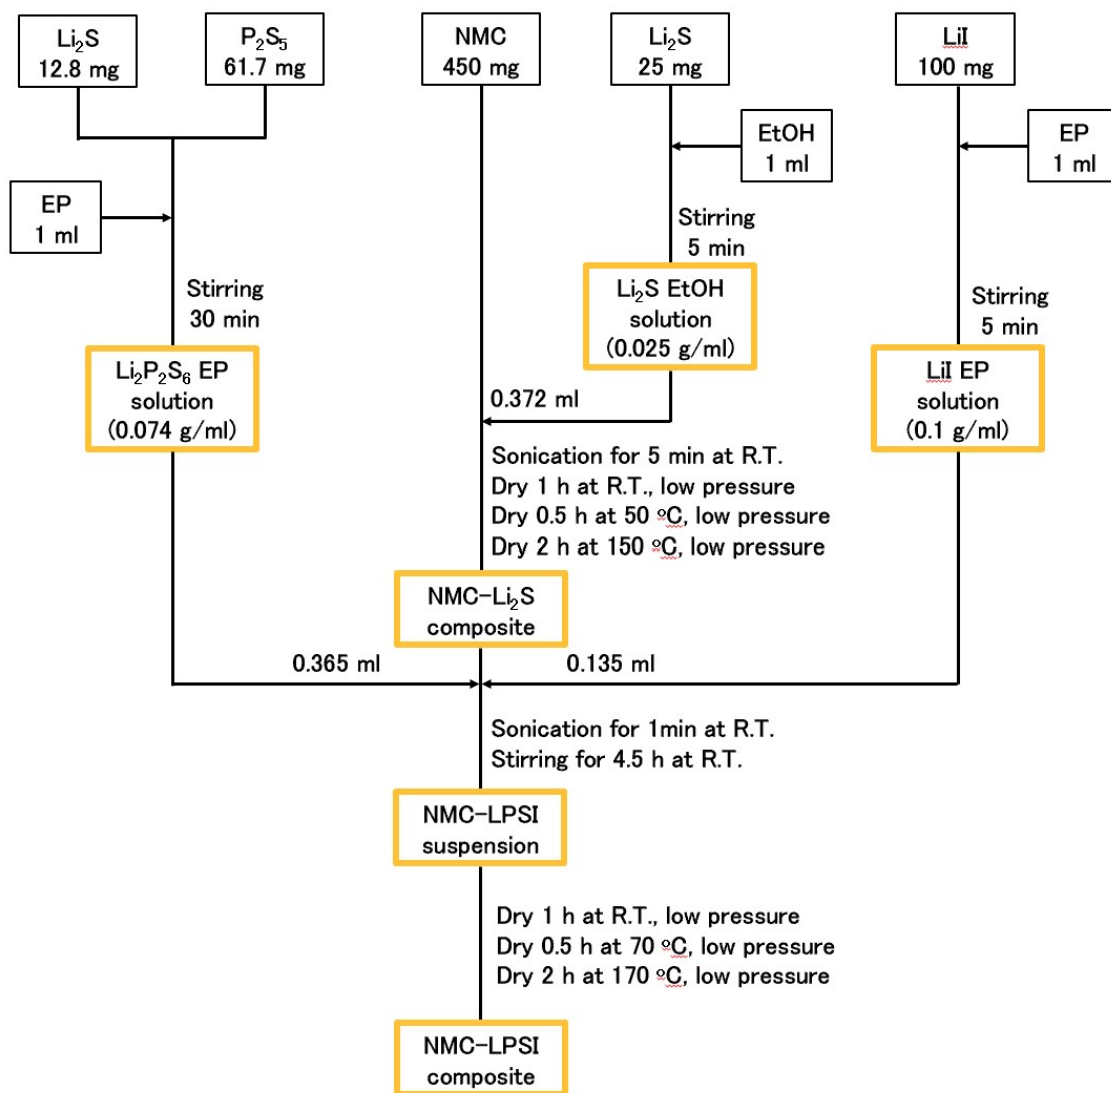 Li₂S
12.8 mg
P₂S₅
61.7 mg
NMC
450 mg
Li₂S
25 mg
LiI
100 mg
EtOH
1 ml
EP
1 ml
EP
1 ml
Stirring
5 min
Stirring
30 min
Li₂S EtOH
solution
(0.025 g/ml)
Stirring
5 min
Li₂P₂S₆ EP
solution
(0.074 g/ml)
LiI EP
solution
(0.1 g/ml)
0.372 ml
Sonication for 5 min at R.T.
Dry 1 h at R.T., low pressure
Dry 0.5 h at 50 ºC, low pressure
Dry 2 h at 150 ºC, low pressure
NMC-Li₂S
composite
0.365 ml
0.135 ml
Sonication for 1min at R.T.
Stirring for 4.5 h at R.T.
NMC-LPSI
suspension
Dry 1 h at R.T., low pressure
Dry 0.5 h at 70 ºC, low pressure
Dry 2 h at 170 ºC, low pressure
NMC-LPSI
composite